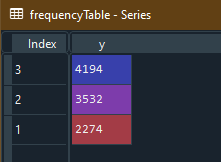 frequencyTable - Series
Index y
3 4194
2 3532
1 2274